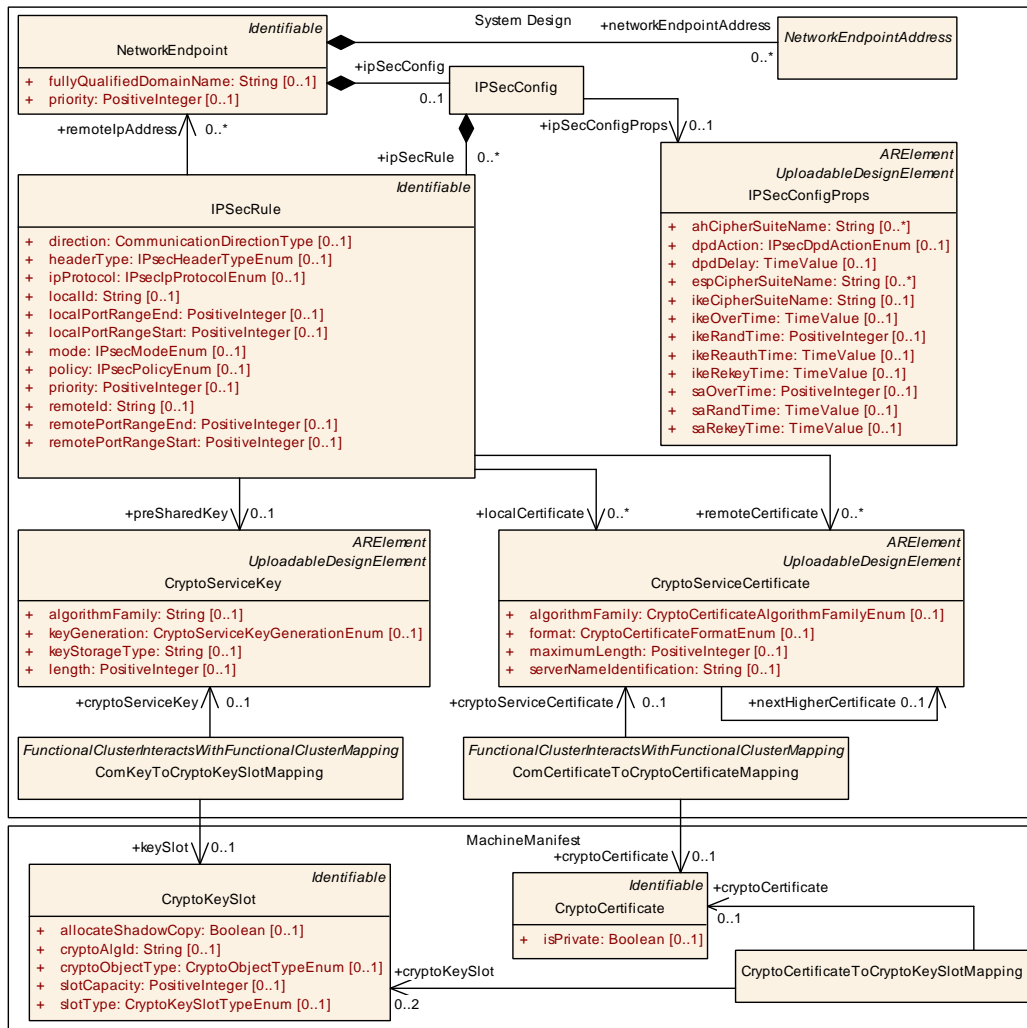 System Design
Identifiable
NetworkEndpoint
+ fullyQualifiedDomainName: String [0..1]
+ priority: PositiveInteger [0..1]
+networkEndpointAddress
0..*
NetworkEndpointAddress
+ipSecConfig
0..1
IPSecConfig
+ipSecConfigProps
0..1
+remoteIpAddress
0..*
+ipSecRule
0..*
Identifiable
IPSecRule
+ direction: CommunicationDirectionType [0..1]
+ headerType: IPsecHeaderTypeEnum [0..1]
+ ipProtocol: IPsecIpProtocolEnum [0..1]
+ localId: String [0..1]
+ localPortRangeEnd: PositiveInteger [0..1]
+ localPortRangeStart: PositiveInteger [0..1]
+ mode: IPsecModeEnum [0..1]
+ policy: IPsecPolicyEnum [0..1]
+ priority: PositiveInteger [0..1]
+ remoteId: String [0..1]
+ remotePortRangeEnd: PositiveInteger [0..1]
+ remotePortRangeStart: PositiveInteger [0..1]
ARElement
UploadableDesignElement
IPSecConfigProps
+ ahCipherSuiteName: String [0..*]
+ dpdAction: IPsecDpdActionEnum [0..1]
+ dpdDelay: TimeValue [0..1]
+ espCipherSuiteName: String [0..*]
+ ikeCipherSuiteName: String [0..1]
+ ikeOverTime: TimeValue [0..1]
+ ikeRandTime: PositiveInteger [0..1]
+ ikeReauthTime: TimeValue [0..1]
+ ikeRekeyTime: TimeValue [0..1]
+ saOverTime: PositiveInteger [0..1]
+ saRandTime: TimeValue [0..1]
+ saRekeyTime: TimeValue [0..1]
+preSharedKey
0..1
+localCertificate
0..*
+remoteCertificate
0..*
ARElement
UploadableDesignElement
CryptoServiceKey
+ algorithmFamily: String [0..1]
+ keyGeneration: CryptoServiceKeyGenerationEnum [0..1]
+ keyStorageType: String [0..1]
+ length: PositiveInteger [0..1]
ARElement
UploadableDesignElement
CryptoServiceCertificate
+ algorithmFamily: CryptoCertificateAlgorithmFamilyEnum [0..1]
+ format: CryptoCertificateFormatEnum [0..1]
+ maximumLength: PositiveInteger [0..1]
+ serverNameIdentification: String [0..1]
+cryptoServiceKey
0..1
+cryptoServiceCertificate
0..1
+nextHigherCertificate
0..1
FunctionalClusterInteractsWithFunctionalClusterMapping
ComKeyToCryptoKeySlotMapping
FunctionalClusterInteractsWithFunctionalClusterMapping
ComCertificateToCryptoCertificateMapping
MachineManifest
+keySlot
0..1
+cryptoCertificate
0..1
Identifiable
CryptoKeySlot
+ allocateShadowCopy: Boolean [0..1]
+ cryptoAlgId: String [0..1]
+ cryptoObjectType: CryptoObjectTypeEnum [0..1]
+ slotCapacity: PositiveInteger [0..1]
+ slotType: CryptoKeySlotTypeEnum [0..1]
Identifiable
CryptoCertificate
+ isPrivate: Boolean [0..1]
+cryptoCertificate
0..1
+cryptoKeySlot
0..2
CryptoCertificateToCryptoKeySlotMapping